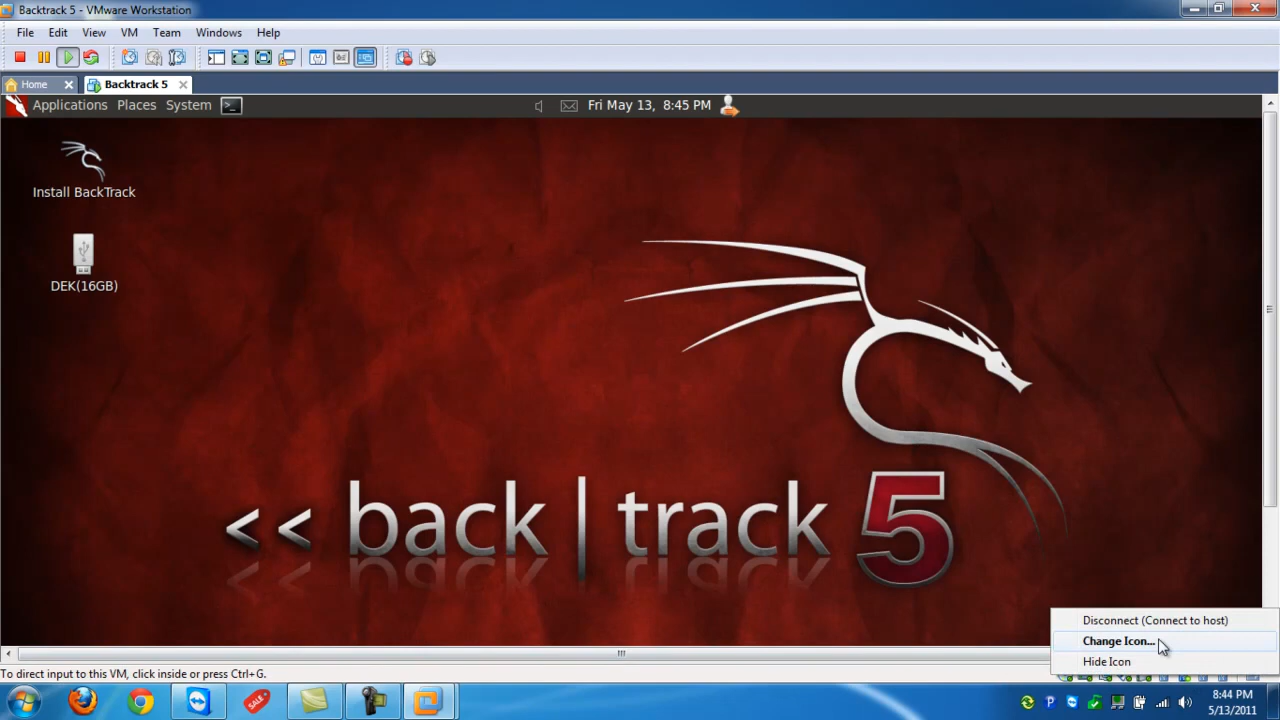 Backtrack 5 - VMware Workstation
File Edit View VM Team Windows Help
Home
Backtrack 5
Applications Places System
Fri May 13, 8:45 PM
Install BackTrack
DEK(16GB)
<< back | track 5
Disconnect (Connect to host)
Change Icon...
Hide Icon
To direct input to this VM, click inside or press Ctrl+G.
SALE
8:44 PM
5/13/2011